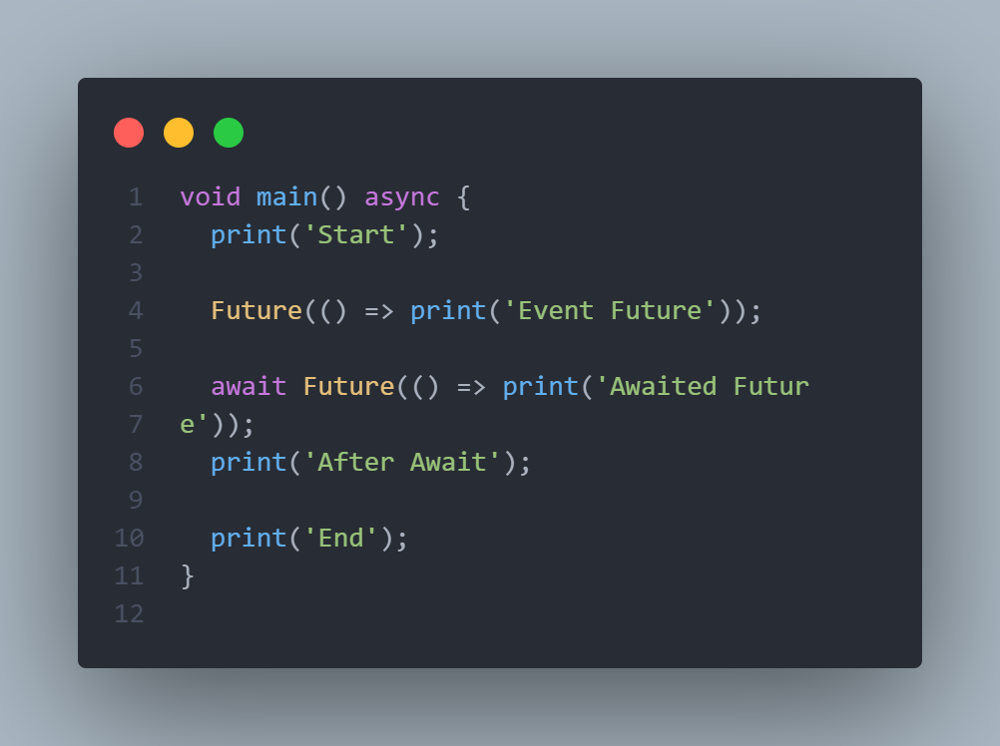 1 void main() async {
2   print('Start');
3
4   Future(() => print('Event Future'));
5
6   await Future(() => print('Awaited Futur
7 e'));
8   print('After Await');
9
10   print('End');
11 }
12